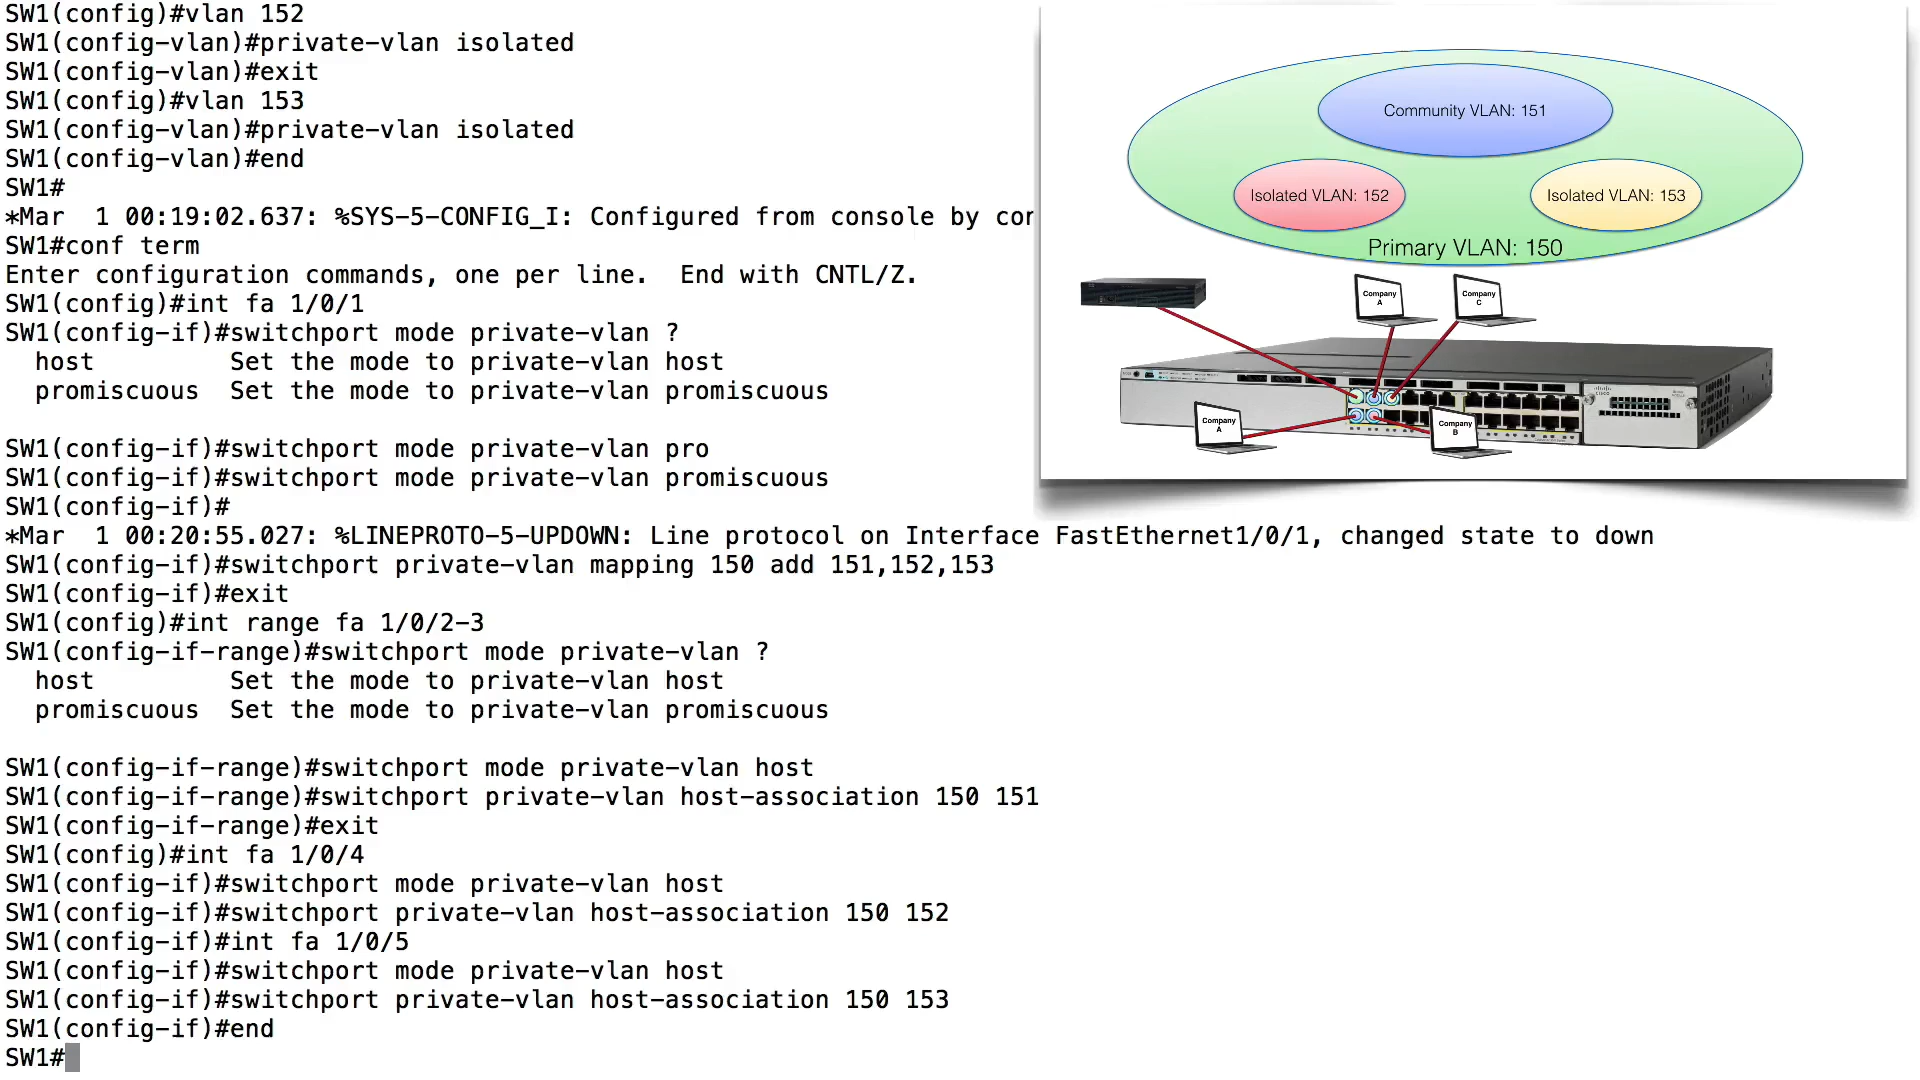 SW1(config)#vlan 152
SW1(config-vlan)#private-vlan isolated
SW1(config-vlan)#exit
SW1(config)#vlan 153
SW1(config-vlan)#private-vlan isolated
SW1(config-vlan)#end
SW1#
*Mar  1 00:19:02.637: %SYS-5-CONFIG_I: Configured from console by con
SW1#conf term
Enter configuration commands, one per line.  End with CNTL/Z.
SW1(config)#int fa 1/0/1
SW1(config-if)#switchport mode private-vlan ?
  host         Set the mode to private-vlan host
  promiscuous  Set the mode to private-vlan promiscuous
SW1(config-if)#switchport mode private-vlan pro
SW1(config-if)#switchport mode private-vlan promiscuous
SW1(config-if)#
*Mar  1 00:20:55.027: %LINEPROTO-5-UPDOWN: Line protocol on Interface FastEthernet1/0/1, changed state to down
SW1(config-if)#switchport private-vlan mapping 150 add 151,152,153
SW1(config-if)#exit
SW1(config)#int range fa 1/0/2-3
SW1(config-if-range)#switchport mode private-vlan ?
  host         Set the mode to private-vlan host
  promiscuous  Set the mode to private-vlan promiscuous
SW1(config-if-range)#switchport mode private-vlan host
SW1(config-if-range)#switchport private-vlan host-association 150 151
SW1(config-if-range)#exit
SW1(config)#int fa 1/0/4
SW1(config-if)#switchport mode private-vlan host
SW1(config-if)#switchport private-vlan host-association 150 152
SW1(config-if)#int fa 1/0/5
SW1(config-if)#switchport mode private-vlan host
SW1(config-if)#switchport private-vlan host-association 150 153
SW1(config-if)#end
SW1#
Community VLAN: 151
Isolated VLAN: 152
Isolated VLAN: 153
Primary VLAN: 150
Company
A
Company
C
Company
A
Company
B